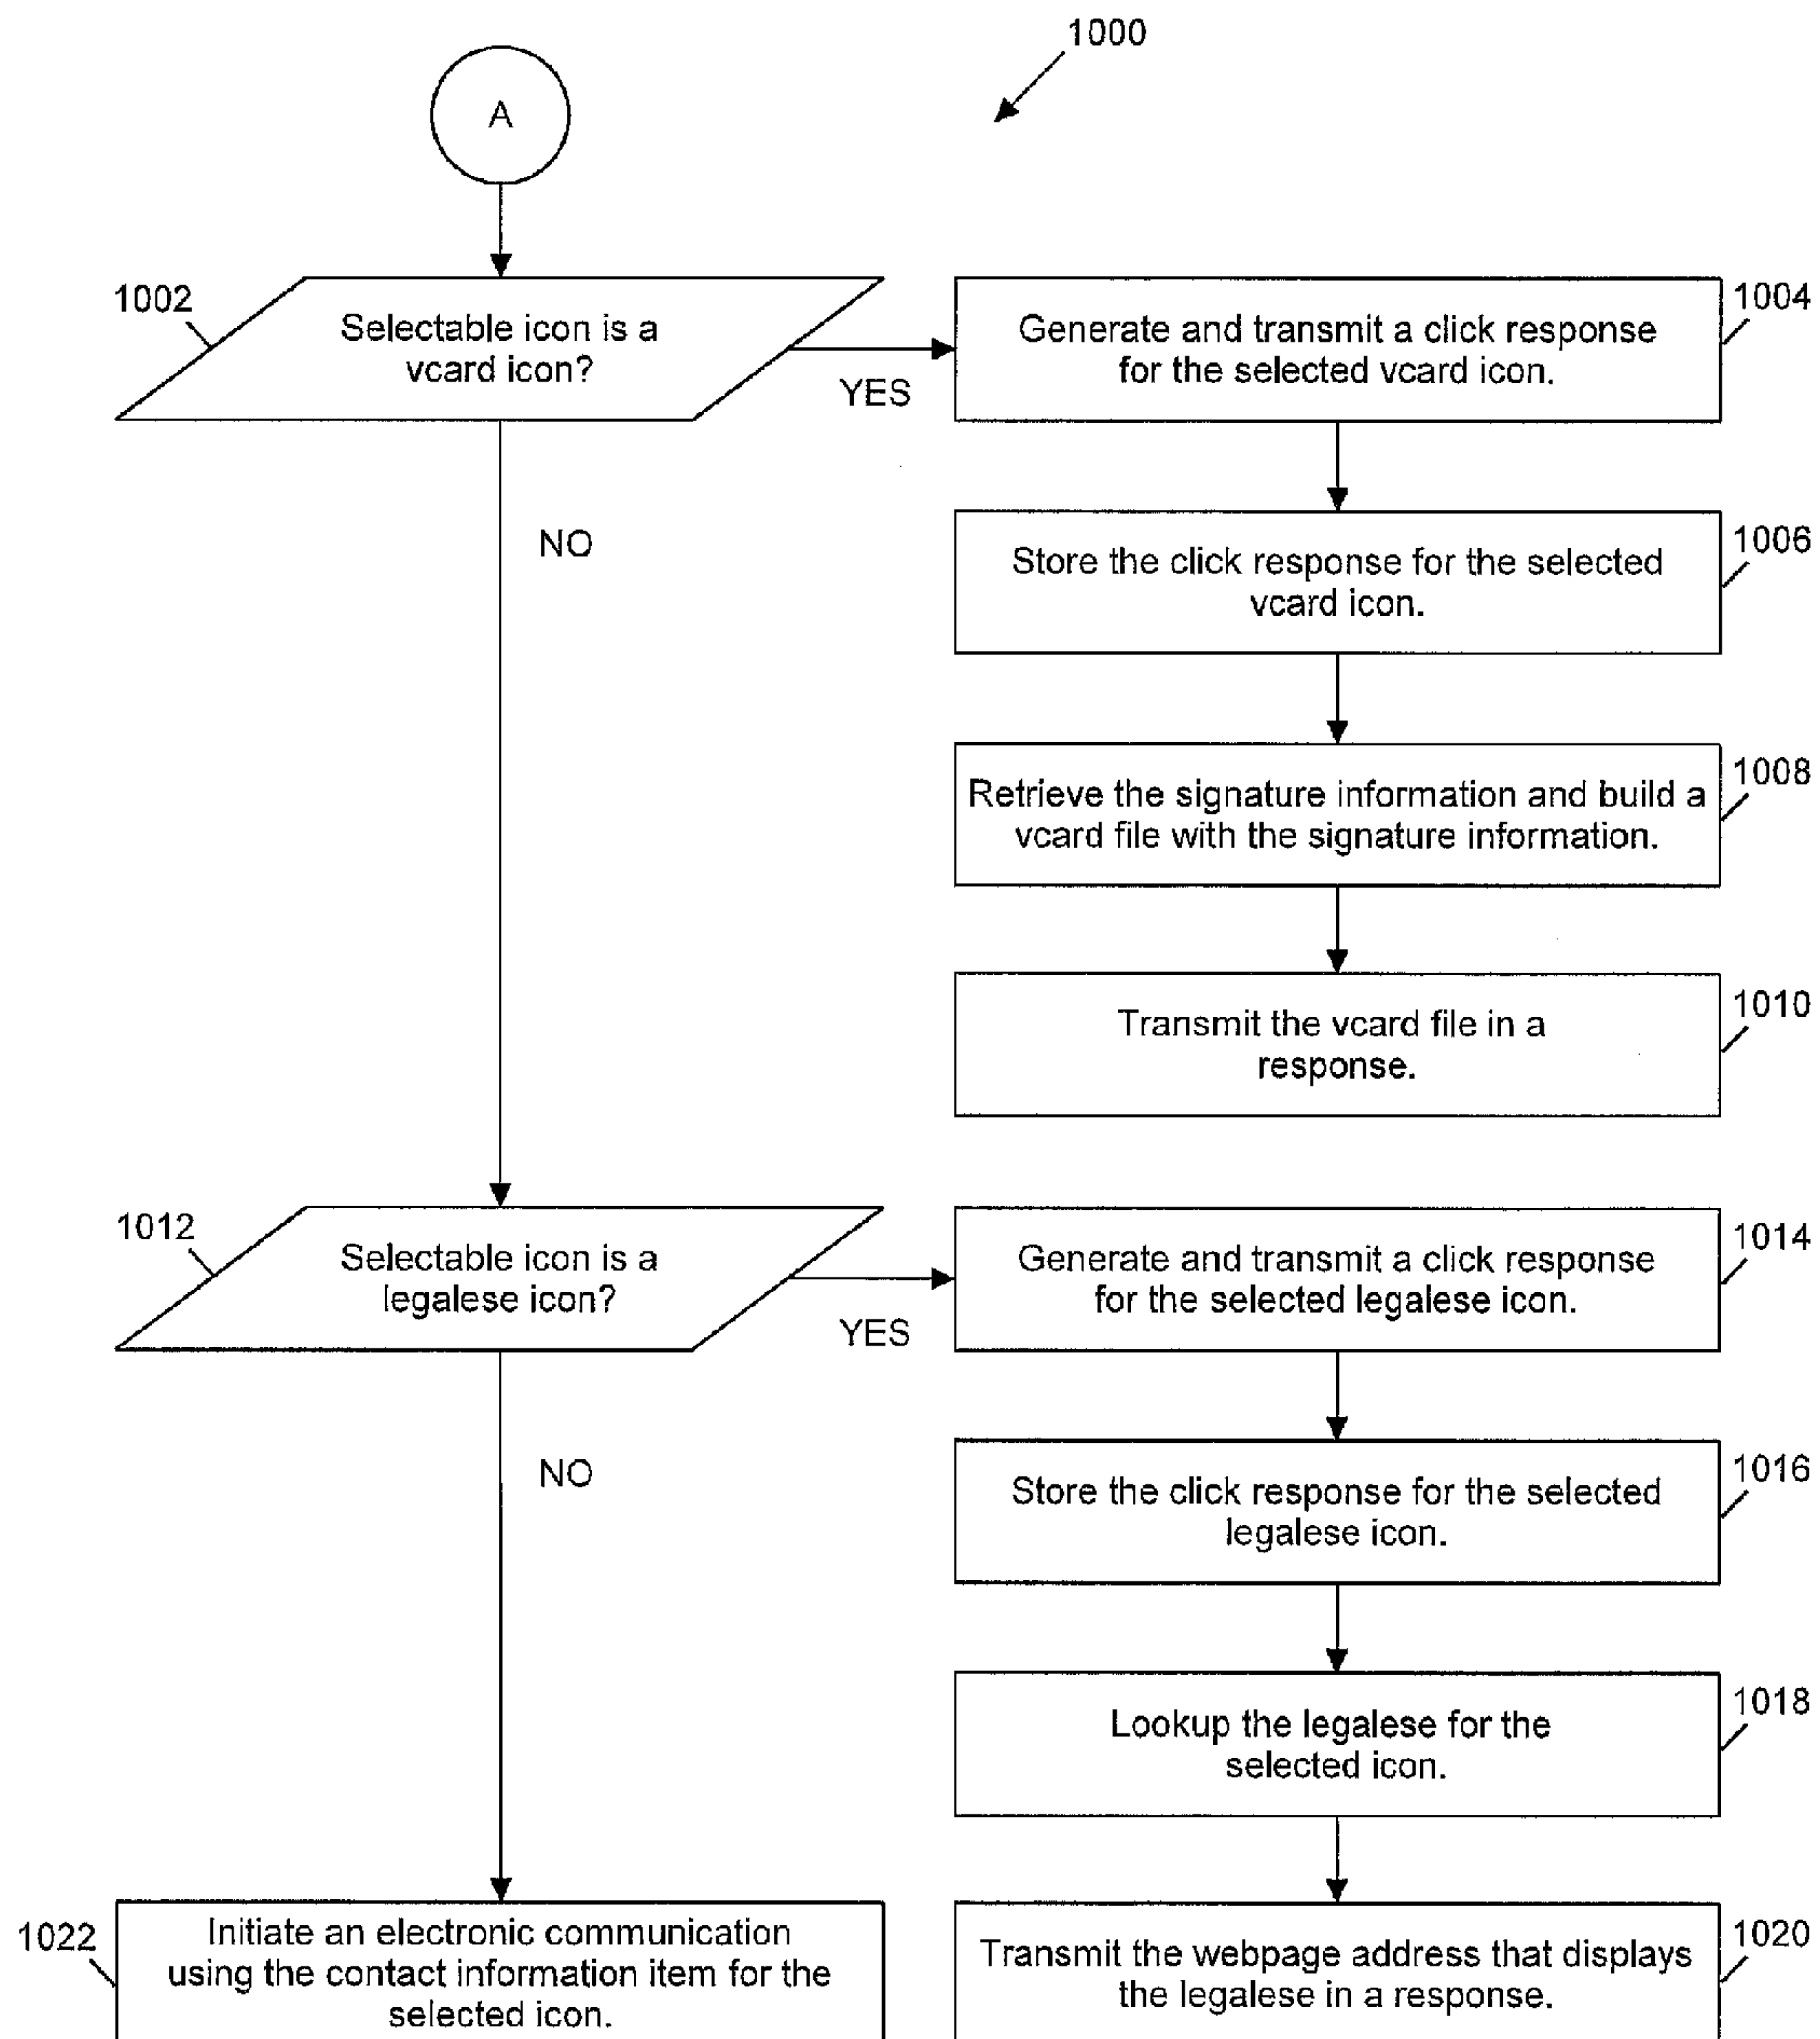 1000
A
1002
Selectable icon is a
vcard icon?
YES
NO
1004
Generate and transmit a click response
for the selected vcard icon.
1006
Store the click response for the selected
vcard icon.
1008
Retrieve the signature information and build a
vcard file with the signature information.
1010
Transmit the vcard file in a
response.
1012
Selectable icon is a
legalese icon?
YES
NO
1014
Generate and transmit a click response
for the selected legalese icon.
1016
Store the click response for the selected
legalese icon.
1018
Lookup the legalese for the
selected icon.
1022
Initiate an electronic communication
using the contact information item for the
selected icon.
1020
Transmit the webpage address that displays
the legalese in a response.